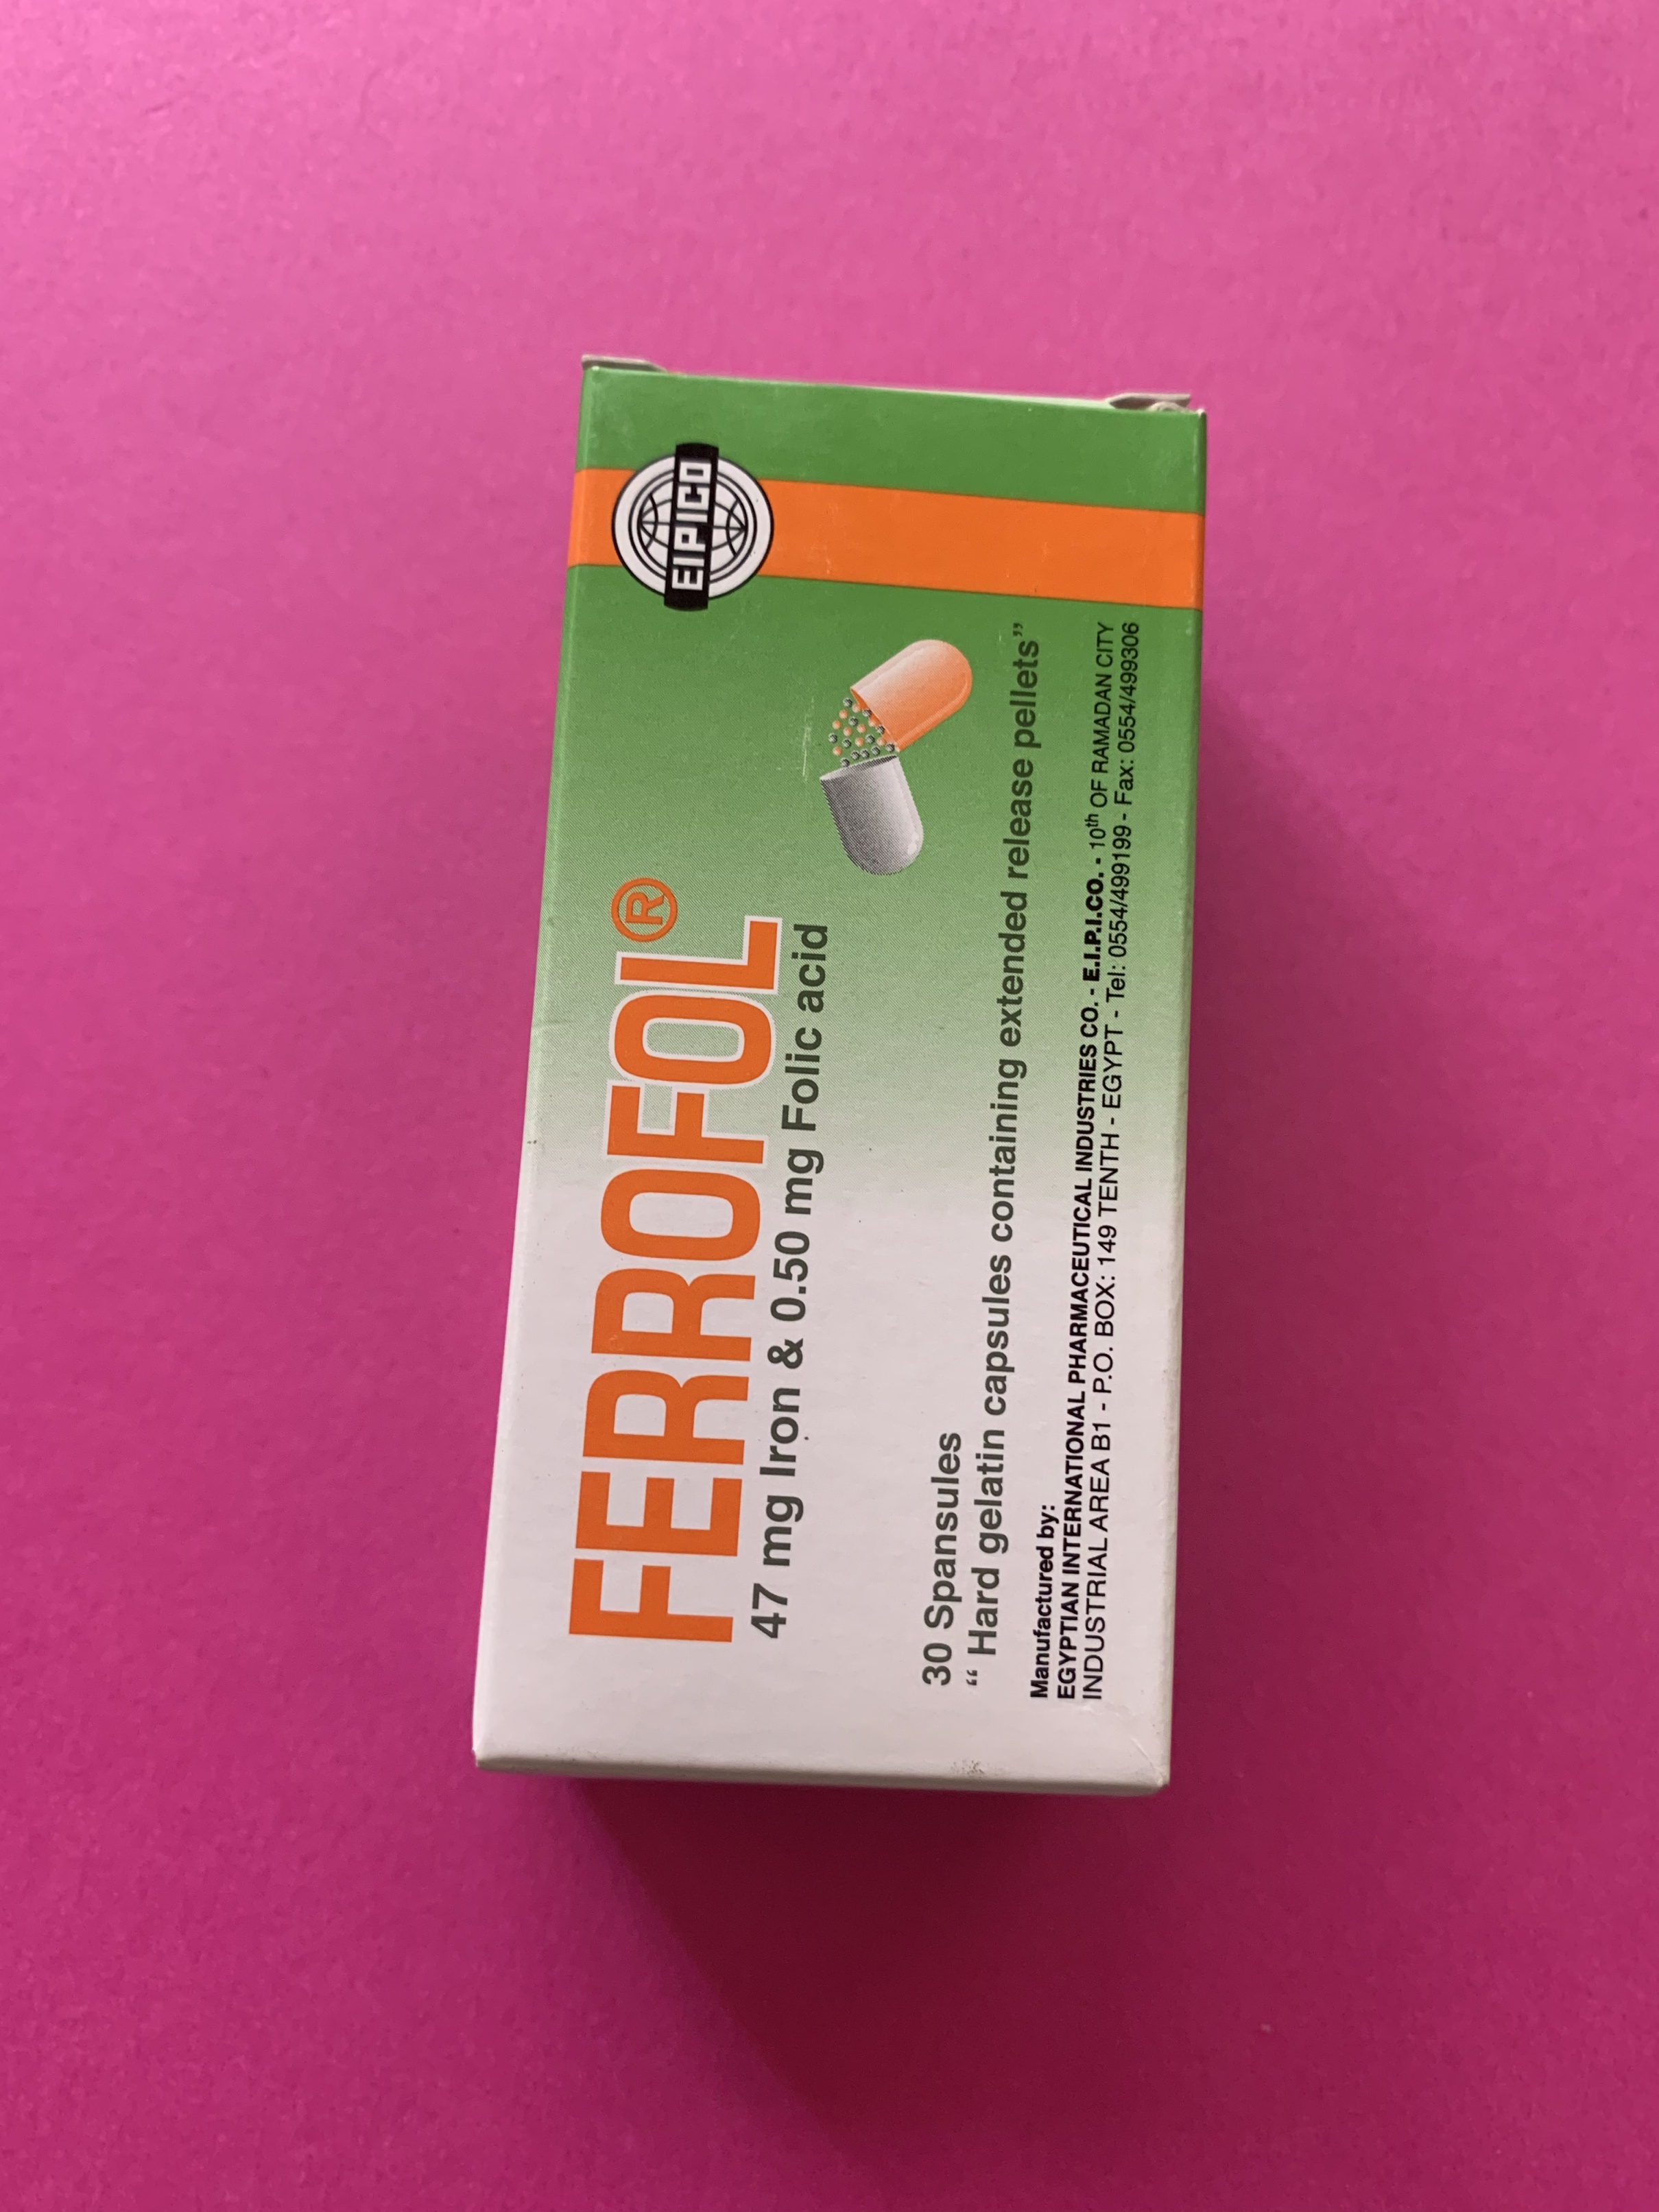 EIPICO
FERROFOL®
47 mg Iron & 0.50 mg Folic acid
30 Spansules
“ Hard gelatin capsules containing extended release pellets”
Manufactured by:
EGYPTIAN INTERNATIONAL PHARMACEUTICAL INDUSTRIES CO. - E.I.P.I.CO. - 10th OF RAMADAN CITY
INDUSTRIAL AREA B1 - P.O. BOX: 149 TENTH - EGYPT - Tel: 0554/499199 - Fax: 0554/499306